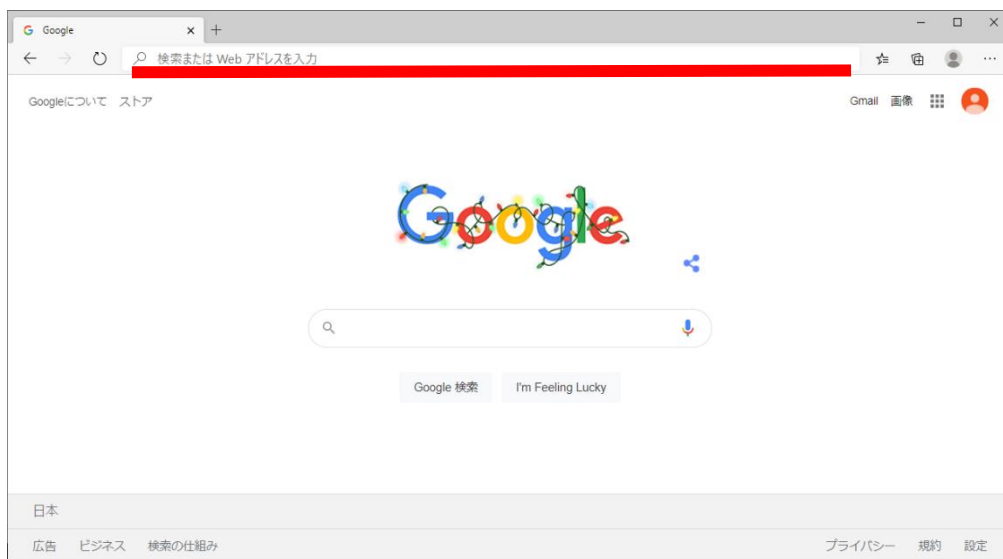 Google
検索または Web アドレスを入力
Googleについて ストア
Gmail 画像
Google
Google 検索 I'm Feeling Lucky
日本
広告 ビジネス 検索の仕組み
プライバシー 規約 設定